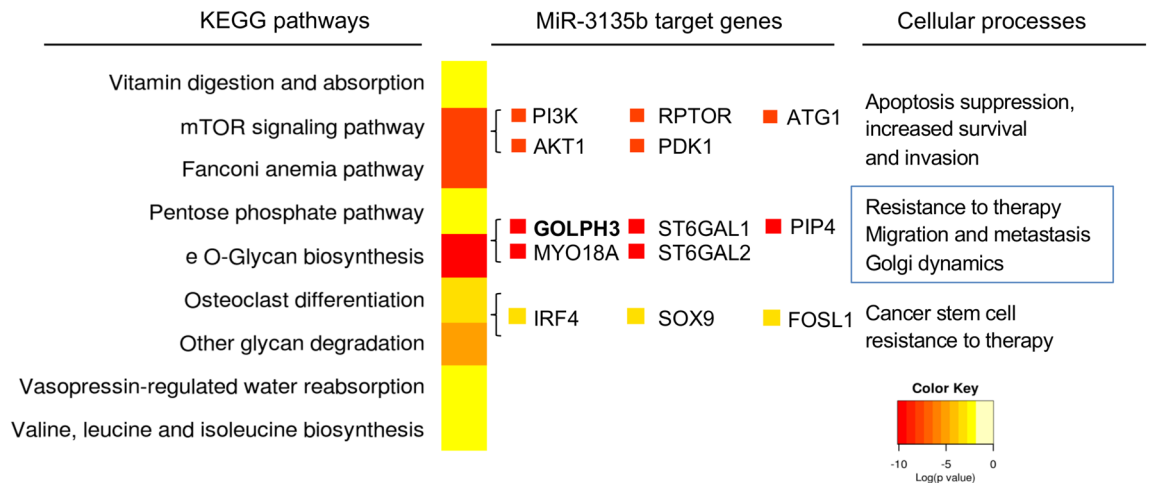 KEGG pathways
MiR-3135b target genes
Cellular processes
Vitamin digestion and absorption
mTOR signaling pathway
Fanconi anemia pathway
Pentose phosphate pathway
e O-Glycan biosynthesis
Osteoclast differentiation
Other glycan degradation
Vasopressin-regulated water reabsorption
Valine, leucine and isoleucine biosynthesis
PI3K RPTOR ATG1
AKT1 PDK1
GOLPH3 ST6GAL1 PIP4
MYO18A ST6GAL2
IRF4 SOX9 FOSL1
Apoptosis suppression,
increased survival
and invasion
Resistance to therapy
Migration and metastasis
Golgi dynamics
Cancer stem cell
resistance to therapy
Color Key
-10 -5 0
Log(p value)